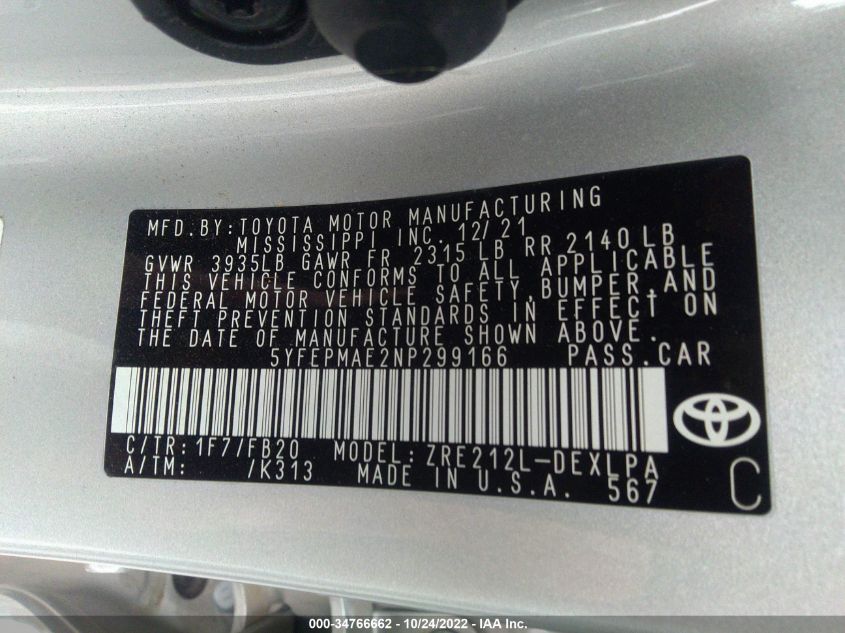 MFD.BY:TOYOTA MOTOR MANUFACTURING
MISSISSIPPI INC. 12/21
GVWR 3935LB GAWR FR 2315 LB RR 2140 LB
THIS VEHICLE CONFORMS TO ALL APPLICABLE
FEDERAL MOTOR VEHICLE SAFETY,BUMPER,AND
THEFT PREVENTION STANDARDS IN EFFECT ON
THE DATE OF MANUFACTURE SHOWN ABOVE.
5YFEPMAE2NP299166 PASS.CAR
C/TR: 1F7/FB20 MODEL: ZRE212L-DEXLPA
A/TM: /K313 MADE IN U.S.A. 567
C
000-34766662 - 10/24/2022 - IAA Inc.